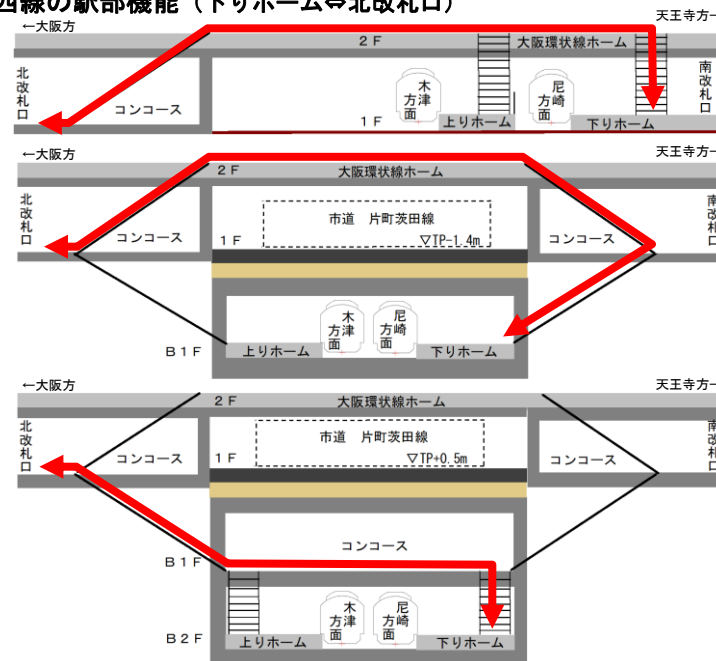 西線の駅部機能（下りホーム⇔北改札口）
←大阪方
天王寺方
2F
大阪環状線ホーム
北改札口
コンコース
木津方面
尼崎方面
南改札口
1F
上りホーム
下りホーム
←大阪方
天王寺方
2F
大阪環状線ホーム
北改札口
市道 片町茨田線
南改札口
コンコース
1F
▽TP-1.4m
コンコース
木津方面
尼崎方面
B1F
上りホーム
下りホーム
←大阪方
天王寺方
2F
大阪環状線ホーム
北改札口
市道 片町茨田線
南改札口
コンコース
1F
▽TP+0.5m
コンコース
コンコース
B1F
木津方面
尼崎方面
B2F
上りホーム
下りホーム